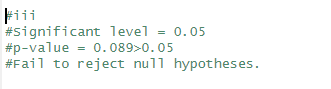 #iii
#Significant level = 0.05
#p-value = 0.089>0.05
#Fail to reject null hypotheses.